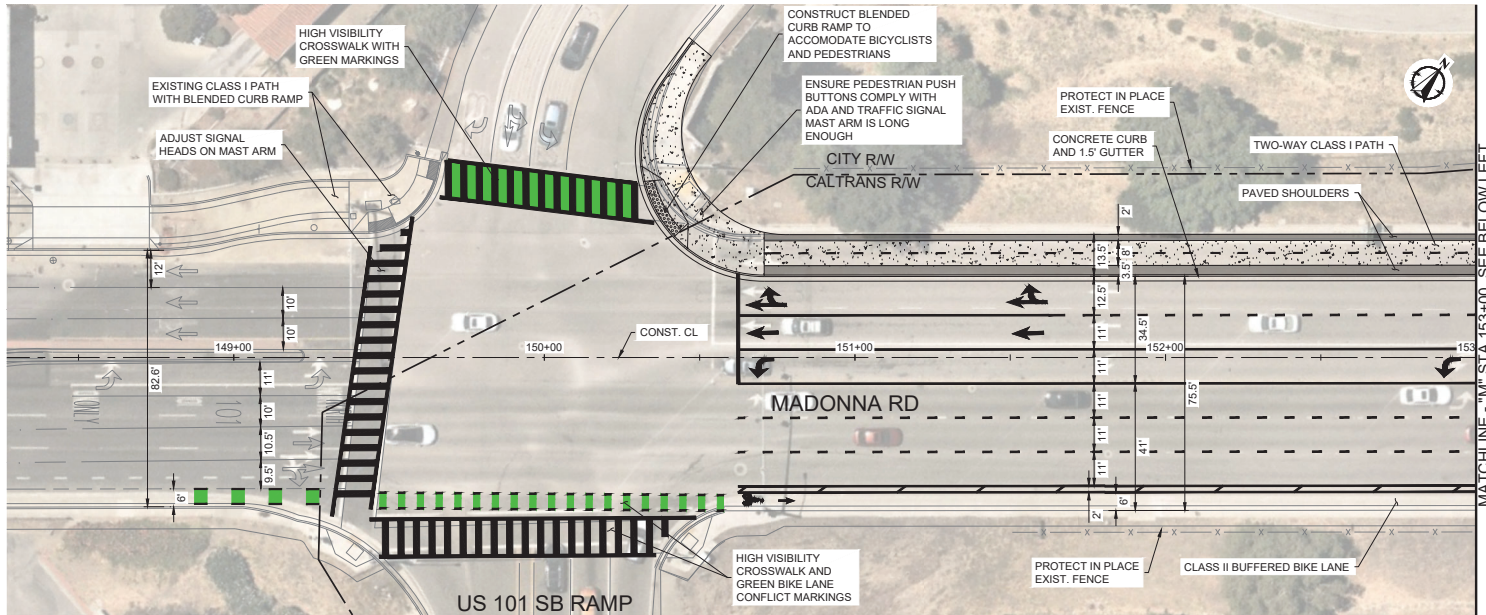 CONSTRUCT BLENDED
CURB RAMP TO
ACCOMODATE BICYCLISTS
AND PEDESTRIANS
HIGH VISIBILITY
CROSSWALK WITH
GREEN MARKINGS
EXISTING CLASS I PATH
WITH BLENDED CURB RAMP
ENSURE PEDESTRIAN PUSH
BUTTONS COMPLY WITH
ADA AND TRAFFIC SIGNAL
MAST ARM IS LONG
ENOUGH
PROTECT IN PLACE
EXIST. FENCE
N
ADJUST SIGNAL
HEADS ON MAST ARM
CONCRETE CURB
AND 1.5' GUTTER
TWO-WAY CLASS I PATH
CITY R/W
CALTRANS R/W
PAVED SHOULDERS
2'
8'
13.5'
3.5'
12'
10'
10'
12.5'
11'
34.5'
11'
CONST. CL
149+00
150+00
151+00
152+00
153
82.6'
11'
10'
10.5'
9.5'
6'
ONLY
101
MADONNA RD
11'
11'
11'
41'
75.5'
6'
2'
MATCHLINE - "M" STA 153+00, SEE BELOW LEFT
HIGH VISIBILITY
CROSSWALK AND
GREEN BIKE LANE
CONFLICT MARKINGS
PROTECT IN PLACE
EXIST. FENCE
CLASS II BUFFERED BIKE LANE
US 101 SB RAMP